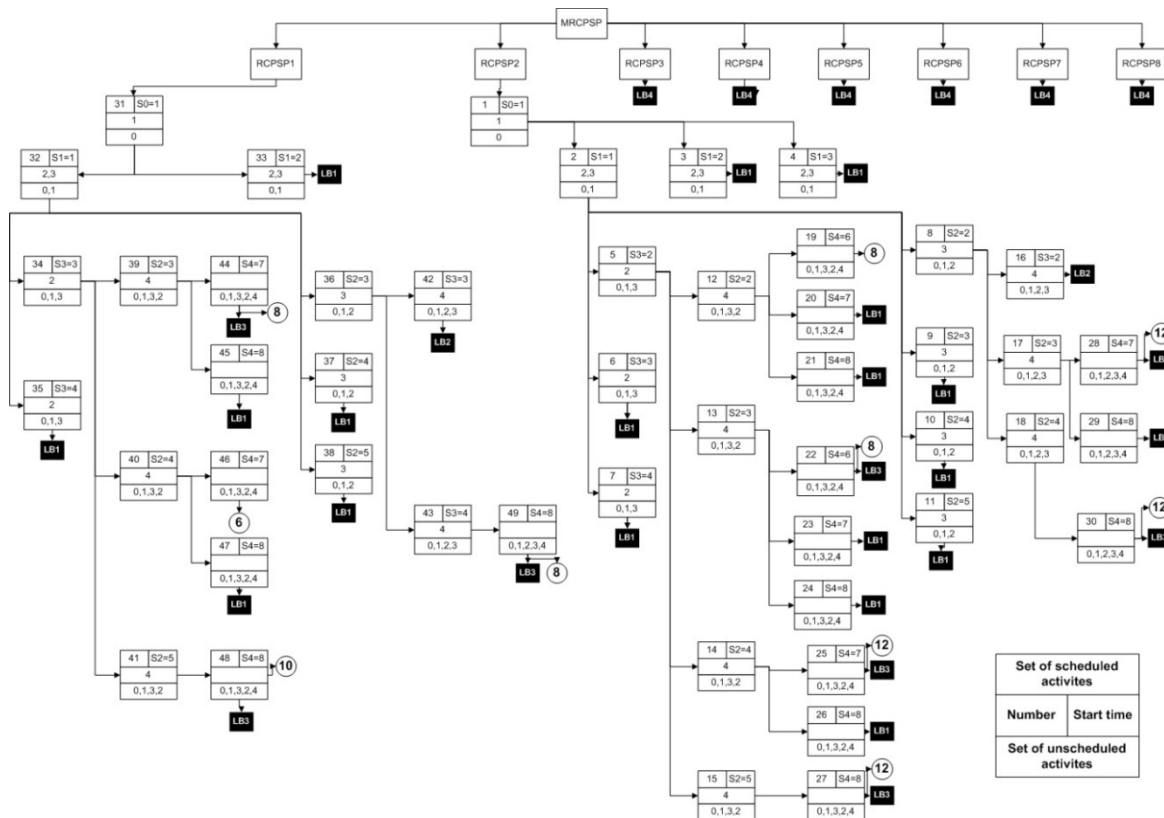 MRCPSP
RCPSP1
RCPSP2
RCPSP3
RCPSP4
RCPSP5
RCPSP6
RCPSP7
RCPSP8
LB4
LB4
LB4
LB4
LB4
LB4
31 S0=1
1
0
1 S0=1
1
0
32 S1=1
2,3
0,1
33 S1=2
2,3
0,1
LB1
2 S1=1
2,3
0,1
3 S1=2
2,3
0,1
LB1
4 S1=3
2,3
0,1
LB1
34 S3=3
2
0,1,3
39 S2=3
4
0,1,3,2
44 S4=7
0,1,3,2,4
8
LB3
45 S4=8
0,1,3,2,4
LB1
35 S3=4
2
0,1,3
LB1
40 S2=4
4
0,1,3,2
46 S4=7
0,1,3,2,4
6
47 S4=8
0,1,3,2,4
LB1
41 S2=5
4
0,1,3,2
48 S4=8
0,1,3,2,4
10
LB3
36 S2=3
3
0,1,2
42 S3=3
4
0,1,2,3
LB2
37 S2=4
3
0,1,2
LB1
38 S2=5
3
0,1,2
LB1
43 S3=4
4
0,1,2,3
49 S4=8
0,1,2,3,4
LB3
8
5 S3=2
2
0,1,3
12 S2=2
4
0,1,3,2
19 S4=6
0,1,3,2,4
8
20 S4=7
0,1,3,2,4
LB1
21 S4=8
0,1,3,2,4
LB1
6 S3=3
2
0,1,3
LB1
13 S2=3
4
0,1,3,2
22 S4=6
0,1,3,2,4
8
LB3
7 S3=4
2
0,1,3
LB1
23 S4=7
0,1,3,2,4
LB1
24 S4=8
0,1,3,2,4
LB1
14 S2=4
4
0,1,3,2
25 S4=7
0,1,3,2,4
12
LB3
26 S4=8
0,1,3,2,4
LB1
15 S2=5
4
0,1,3,2
27 S4=8
0,1,3,2,4
12
LB3
8 S2=2
3
0,1,2
16 S3=2
4
0,1,2,3
LB2
9 S2=3
3
0,1,2
LB1
17 S2=3
4
0,1,2,3
28 S4=7
0,1,2,3,4
12
10 S2=4
3
0,1,2
LB1
18 S2=4
4
0,1,2,3
29 S4=8
0,1,2,3,4
11 S2=5
3
0,1,2
LB1
30 S4=8
0,1,2,3,4
12
Set of scheduled
activites
Number Start time
Set of unscheduled
activites